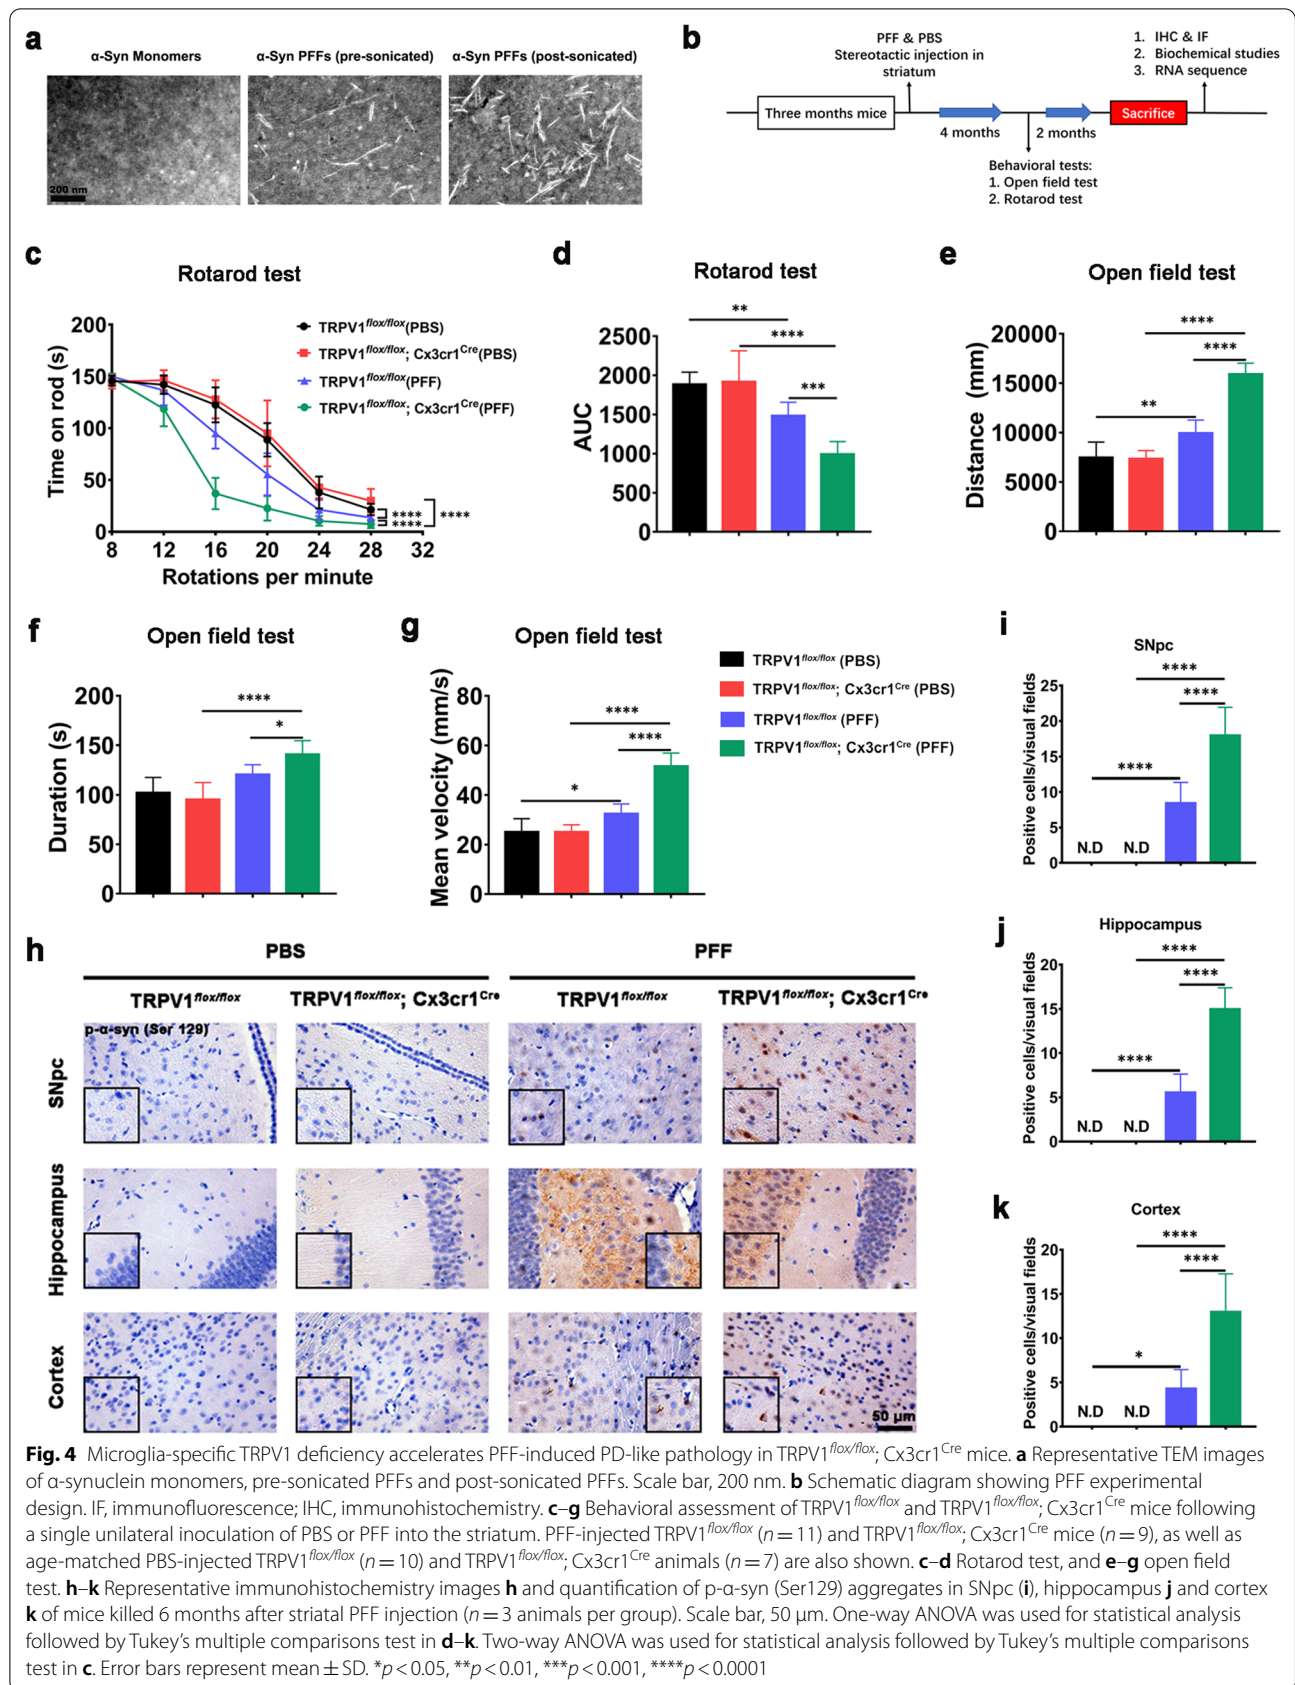 a
α-Syn Monomers
α-Syn PFFs (pre-sonicated)
α-Syn PFFs (post-sonicated)
200 nm
b
PFF & PBS
Stereotactic injection in
striatum
1. IHC & IF
2. Biochemical studies
3. RNA sequence
Three months mice
4 months
2 months
Sacrifice
Behavioral tests:
1. Open field test
2. Rotarod test
c
Rotarod test
Time on rod (s)
200
150
100
50
0
8 12 16 20 24 28 32
Rotations per minute
TRPV1flox/flox(PBS)
TRPV1flox/flox; Cx3cr1Cre(PBS)
TRPV1flox/flox(PFF)
TRPV1flox/flox; Cx3cr1Cre(PFF)
****
****
****
d
Rotarod test
AUC
2500
2000
1500
1000
500
0
**
****
***
e
Open field test
Distance (mm)
20000
15000
10000
5000
0
****
****
**
f
Open field test
Duration (s)
200
150
100
50
0
****
*
g
Open field test
Mean velocity (mm/s)
80
60
40
20
0
****
****
*
TRPV1flox/flox (PBS)
TRPV1flox/flox; Cx3cr1Cre (PBS)
TRPV1flox/flox (PFF)
TRPV1flox/flox; Cx3cr1Cre (PFF)
i
SNpc
Positive cells/visual fields
25
20
15
10
5
0
N.D N.D
****
****
****
h
PBS
PFF
TRPV1flox/flox
TRPV1flox/flox; Cx3cr1Cre
TRPV1flox/flox
TRPV1flox/flox; Cx3cr1Cre
p-α-syn (Ser 129)
SNpc
Hippocampus
Cortex
50 μm
j
Hippocampus
Positive cells/visual fields
20
15
10
5
0
N.D N.D
****
****
****
k
Cortex
Positive cells/visual fields
20
15
10
5
0
N.D N.D
****
****
*
Fig. 4 Microglia-specific TRPV1 deficiency accelerates PFF-induced PD-like pathology in TRPV1flox/flox; Cx3cr1Cre mice. a Representative TEM images
of α-synuclein monomers, pre-sonicated PFFs and post-sonicated PFFs. Scale bar, 200 nm. b Schematic diagram showing PFF experimental
design. IF, immunofluorescence; IHC, immunohistochemistry. c–g Behavioral assessment of TRPV1flox/flox and TRPV1flox/flox; Cx3cr1Cre mice following
a single unilateral inoculation of PBS or PFF into the striatum. PFF-injected TRPV1flox/flox (n = 11) and TRPV1flox/flox; Cx3cr1Cre mice (n = 9), as well as
age-matched PBS-injected TRPV1flox/flox (n = 10) and TRPV1flox/flox; Cx3cr1Cre animals (n = 7) are also shown. c–d Rotarod test, and e–g open field
test. h–k Representative immunohistochemistry images h and quantification of p-α-syn (Ser129) aggregates in SNpc (i), hippocampus j and cortex
k of mice killed 6 months after striatal PFF injection (n = 3 animals per group). Scale bar, 50 μm. One-way ANOVA was used for statistical analysis
followed by Tukey's multiple comparisons test in d–k. Two-way ANOVA was used for statistical analysis followed by Tukey's multiple comparisons
test in c. Error bars represent mean ± SD. *p < 0.05, **p < 0.01, ***p < 0.001, ****p < 0.0001